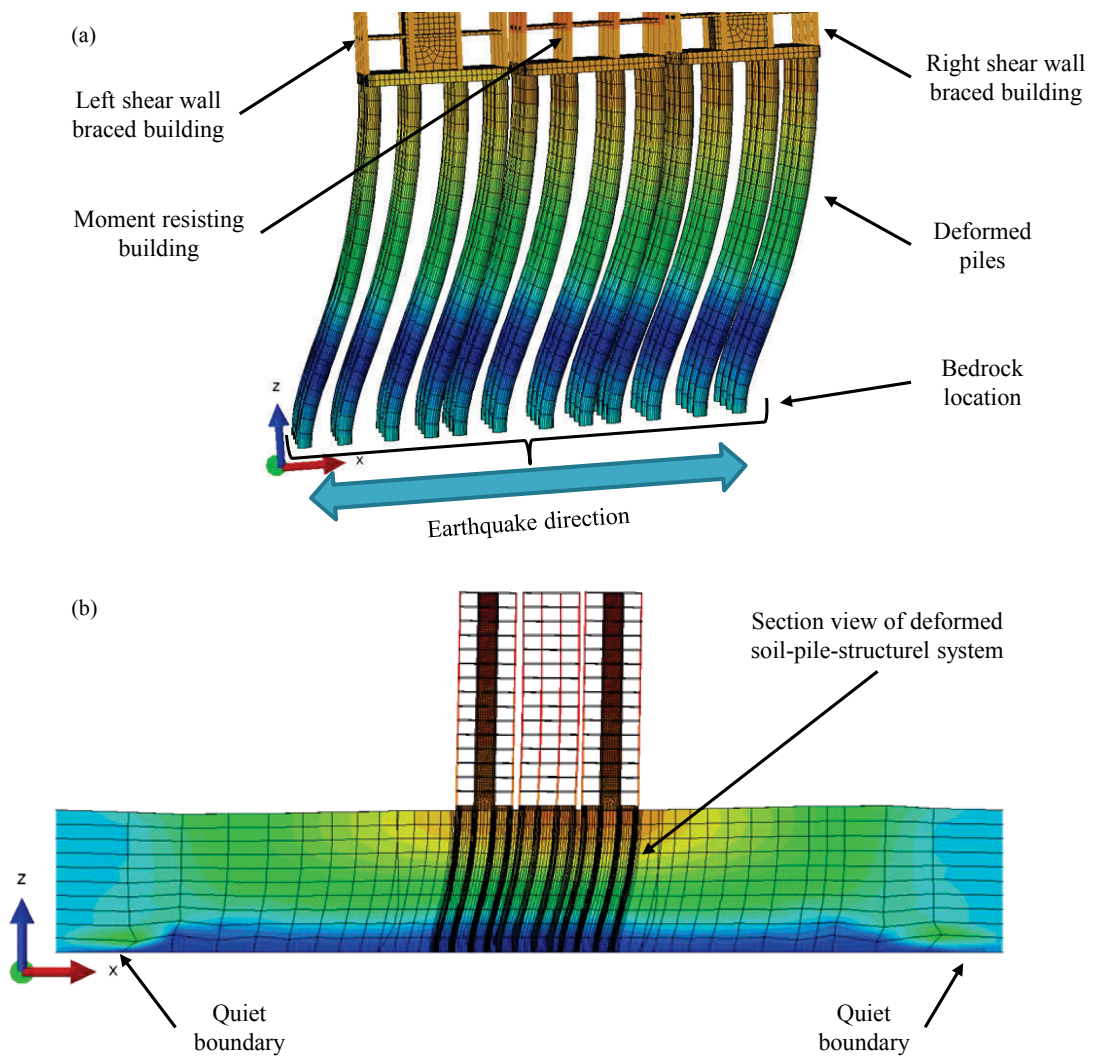 (a)
Left shear wall
braced building
Right shear wall
braced building
Moment resisting
building
Deformed
piles
Bedrock
location
z
x
Earthquake direction
(b)
Section view of deformed
soil-pile-structurel system
z
x
Quiet
boundary
Quiet
boundary